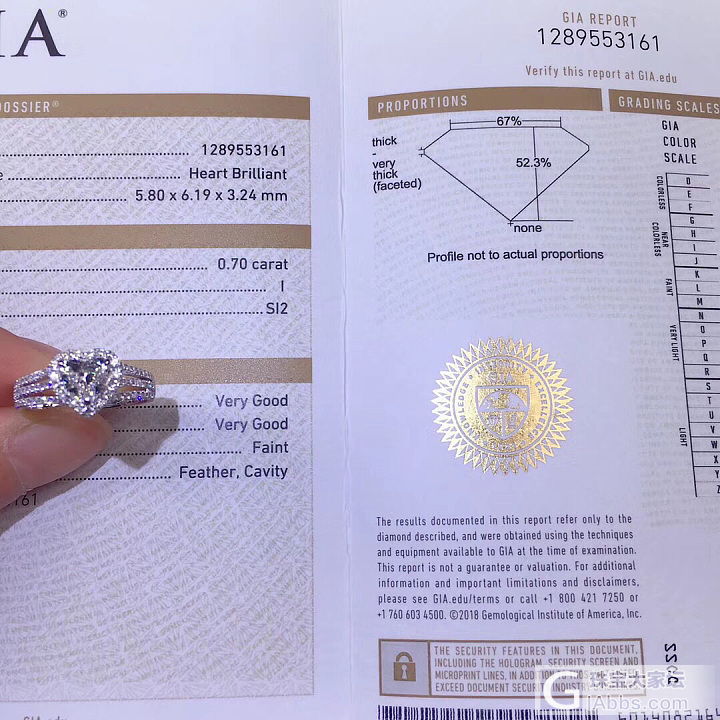 IA®
DOSSIER®
1289553161
Heart Brilliant
5.80 x 6.19 x 3.24 mm
0.70 carat
I
SI2
Very Good
Very Good
Faint
Feather, Cavity
161
GIA REPORT
1289553161
Verify this report at GIA.edu
PROPORTIONS
67%
thick
-
very
thick
(faceted)
52.3%
none
Profile not to actual proportions
GRADING SCALES
GIA
COLOR
SCALE
COLORLESS
D
E
F
NEAR COLORLESS
G
H
I
J
FAINT
K
L
M
VERY LIGHT
N
O
P
Q
R
LIGHT
S
T
U
V
W
X
Y
Z
The results documented in this report refer only to the
diamond described, and were obtained using the techniques
and equipment available to GIA at the time of examination.
This report is not a guarantee or valuation. For additional
information and important limitations and disclaimers,
please see GIA.edu/terms or call +1 800 421 7250 or
+1 760 603 4500. ©2018 Gemological Institute of America, Inc.
THE SECURITY FEATURES IN THIS DOCUMENT,
INCLUDING THE HOLOGRAM, SECURITY SCREEN AND
MICROPRINT LINES, IN ADDITION
EXCEED DOCUMENT SECURITY INDUSTR
珠宝大家坛